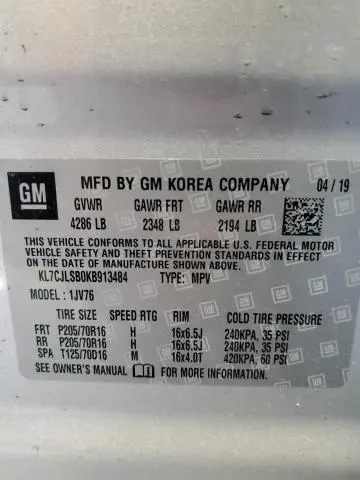 GM MFD BY GM KOREA COMPANY 04/19
GVWR GAWR FRT GAWR RR
4286 LB 2348 LB 2194 LB
THIS VEHICLE CONFORMS TO ALL APPLICABLE U.S. FEDERAL MOTOR
VEHICLE SAFETY AND THEFT PREVENTION STANDARDS IN EFFECT ON THE
DATE OF MANUFACTURE SHOWN ABOVE.
KL7CJLSB0KB913484 TYPE: MPV
MODEL : 1JV76
TIRE SIZE SPEED RTG RIM COLD TIRE PRESSURE
FRT P205/70R16 H 16x6.5J 240KPA, 35 PSI
RR P205/70R16 H 16x6.5J 240KPA, 35 PSI
SPA T125/70D16 M 16x4.0T 420KPA, 60 PSI
SEE OWNER'S MANUAL FOR MORE INFORMATION.